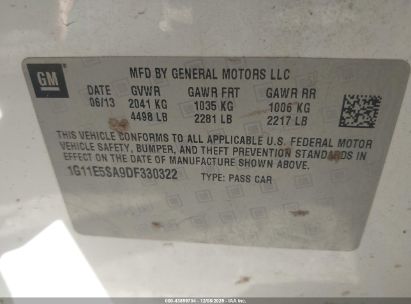 MFD BY GENERAL MOTORS LLC
GM
DATE GVWR GAWR FRT GAWR RR
06/13 2041 KG 1035 KG 1006 KG
4498 LB 2281 LB 2217 LB
THIS VEHICLE CONFORMS TO ALL APPLICABLE U.S. FEDERAL MOTOR
VEHICLE SAFETY, BUMPER, AND THEFT PREVENTION STANDARDS IN
EFFECT ON THE DATE OF MANUFACTURE SHOWN ABOVE.
1G11E5SA9DF330322 TYPE: PASS CAR